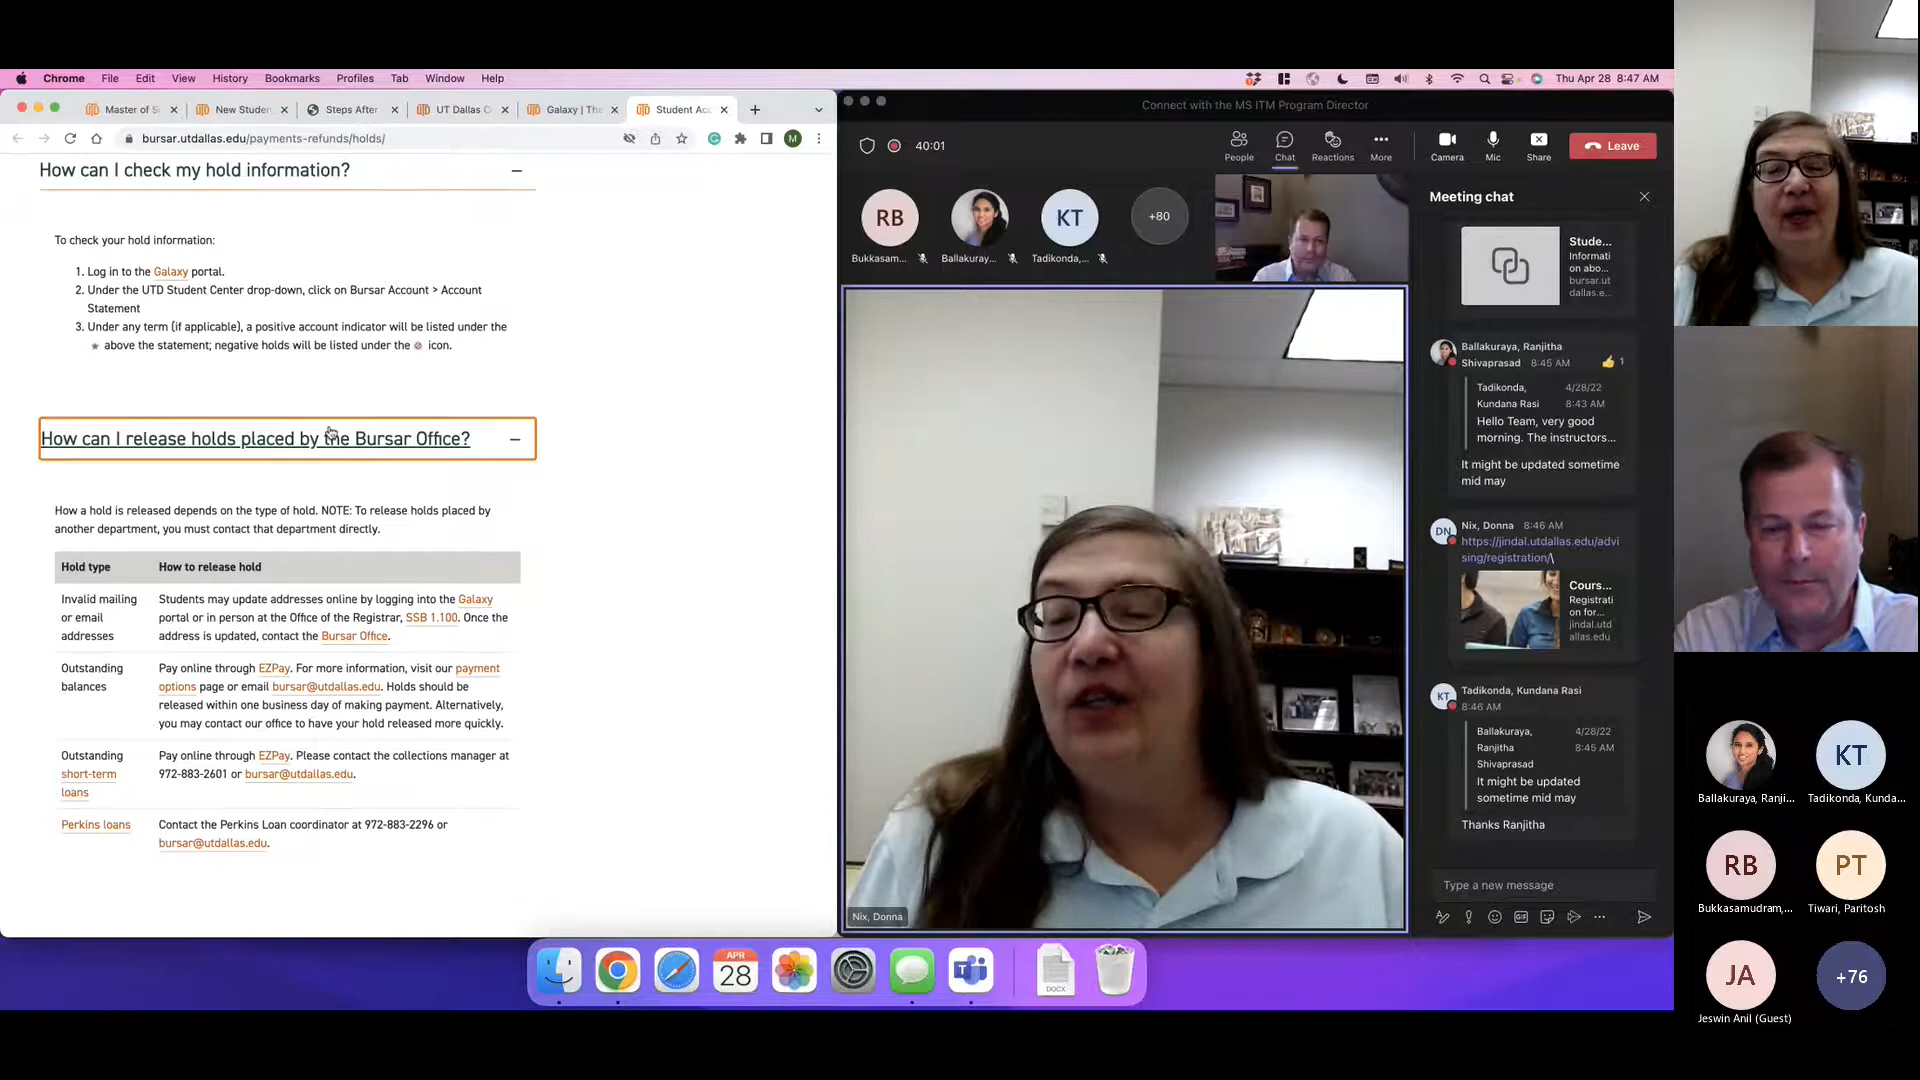 Chrome File Edit View History Bookmarks Profiles Tab Window Help
Thu Apr 28 8:47 AM
Master of S
New Studen
Steps After
UT Dallas C
Galaxy | The
Student Acc
bursar.utdallas.edu/payments-refunds/holds/
M
How can I check my hold information?
To check your hold information:
1. Log in to the Galaxy portal.
2. Under the UTD Student Center drop-down, click on Bursar Account > Account
Statement
3. Under any term (if applicable), a positive account indicator will be listed under the
★ above the statement; negative holds will be listed under the icon.
How can I release holds placed by the Bursar Office?
How a hold is released depends on the type of hold. NOTE: To release holds placed by
another department, you must contact that department directly.
Hold type How to release hold
Invalid mailing
or email
addresses
Students may update addresses online by logging into the Galaxy
portal or in person at the Office of the Registrar, SSB 1.100. Once the
address is updated, contact the Bursar Office.
Outstanding
balances
Pay online through EZPay. For more information, visit our payment
options page or email bursar@utdallas.edu. Holds should be
released within one business day of making payment. Alternatively,
you may contact our office to have your hold released more quickly.
Outstanding
short-term
loans
Pay online through EZPay. Please contact the collections manager at
972-883-2601 or bursar@utdallas.edu.
Perkins loans
Contact the Perkins Loan coordinator at 972-883-2296 or
bursar@utdallas.edu.
Connect with the MS ITM Program Director
40:01
People Chat Reactions More Camera Mic Share Leave
RB
KT
+80
Bukkasam...
Ballakuray...
Tadikonda,...
Nix, Donna
Meeting chat
Stude...
Informati
on abo...
bursar.ut
dallas.e...
Ballakuraya, Ranjitha
Shivaprasad 8:45 AM 1
Tadikonda, 4/28/22
Kundana Rasi 8:43 AM
Hello Team, very good
morning. The instructors...
It might be updated sometime
mid may
DN
Nix, Donna 8:46 AM
https://jindal.utdallas.edu/advi
sing/registration/\
Cours...
Registrati
on for...
jindal.utd
allas.edu
KT
Tadikonda, Kundana Rasi
8:46 AM
Ballakuraya, 4/28/22
Ranjitha 8:45 AM
Shivaprasad
It might be updated
sometime mid may
Thanks Ranjitha
Type a new message
GIF
APR
28
DOCX
KT
Ballakuraya, Ranji...
Tadikonda, Kunda...
RB
PT
Bukkasamudram,...
Tiwari, Paritosh
JA
+76
Jeswin Anil (Guest)